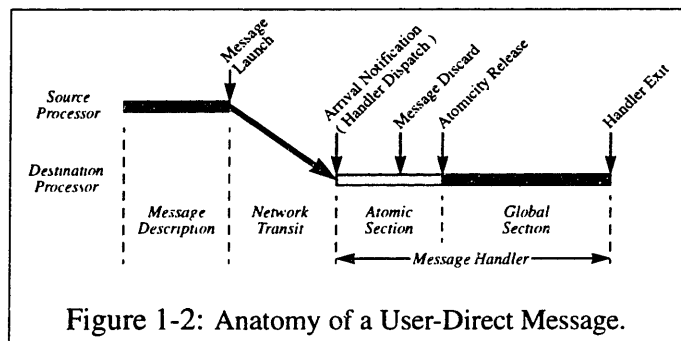 Message
Launch
Arrival Notification
( Handler Dispatch )
Message Discard
Atomicity Release
Handler Exit
Source
Processor
Destination
Processor
Message
Description
Network
Transit
Atomic
Section
Global
Section
Message Handler
Figure 1-2: Anatomy of a User-Direct Message.